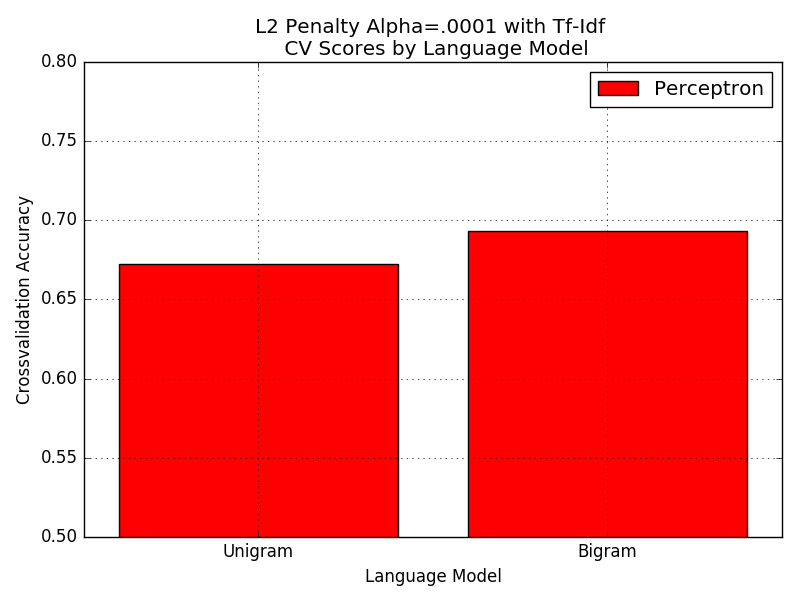 L2 Penalty Alpha=.0001 with Tf-Idf
CV Scores by Language Model
Perceptron
0.80
0.75
0.70
0.65
0.60
0.55
0.50
Crossvalidation Accuracy
Unigram
Bigram
Language Model